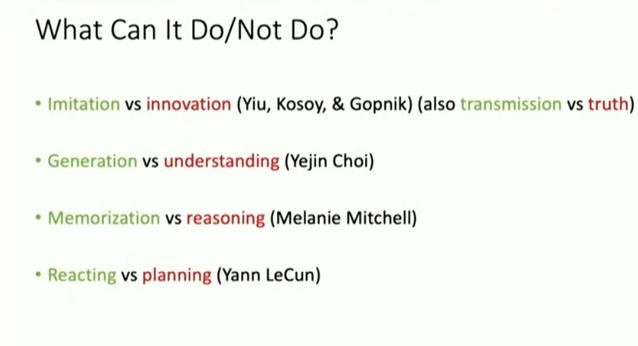 What Can It Do/Not Do?
• Imitation vs innovation (Yiu, Kosoy, & Gopnik) (also transmission vs truth)
• Generation vs understanding (Yejin Choi)
• Memorization vs reasoning (Melanie Mitchell)
• Reacting vs planning (Yann LeCun)